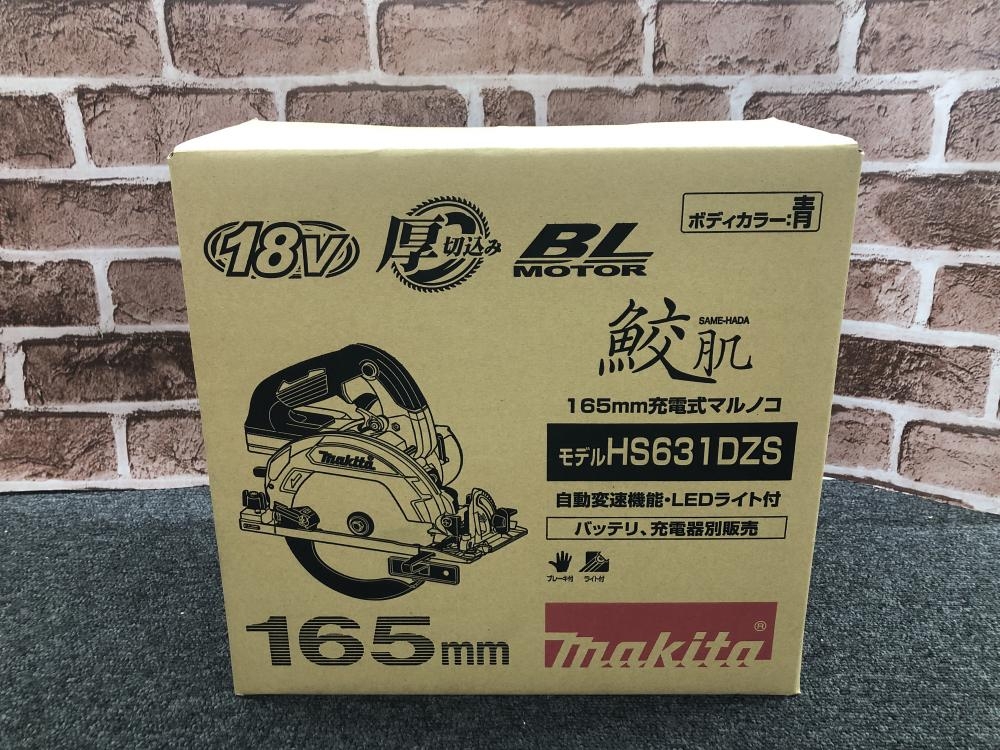 18V
厚切込み
BL
MOTOR
ボディカラー:青
鮫肌
SAME-HADA
165mm充電式マルノコ
モデルHS631DZS
自動変速機能・LEDライト付
バッテリ、充電器別販売
ブレーキ付
ライト付
Makita
165mm
makita®